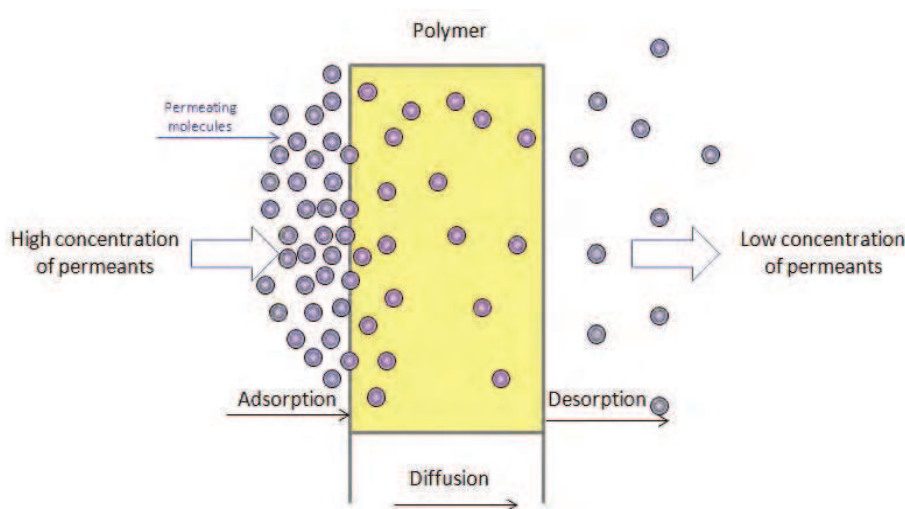 Polymer
Permeating
molecules
High concentration
of permeants
Low concentration
of permeants
Adsorption
Desorption
Diffusion